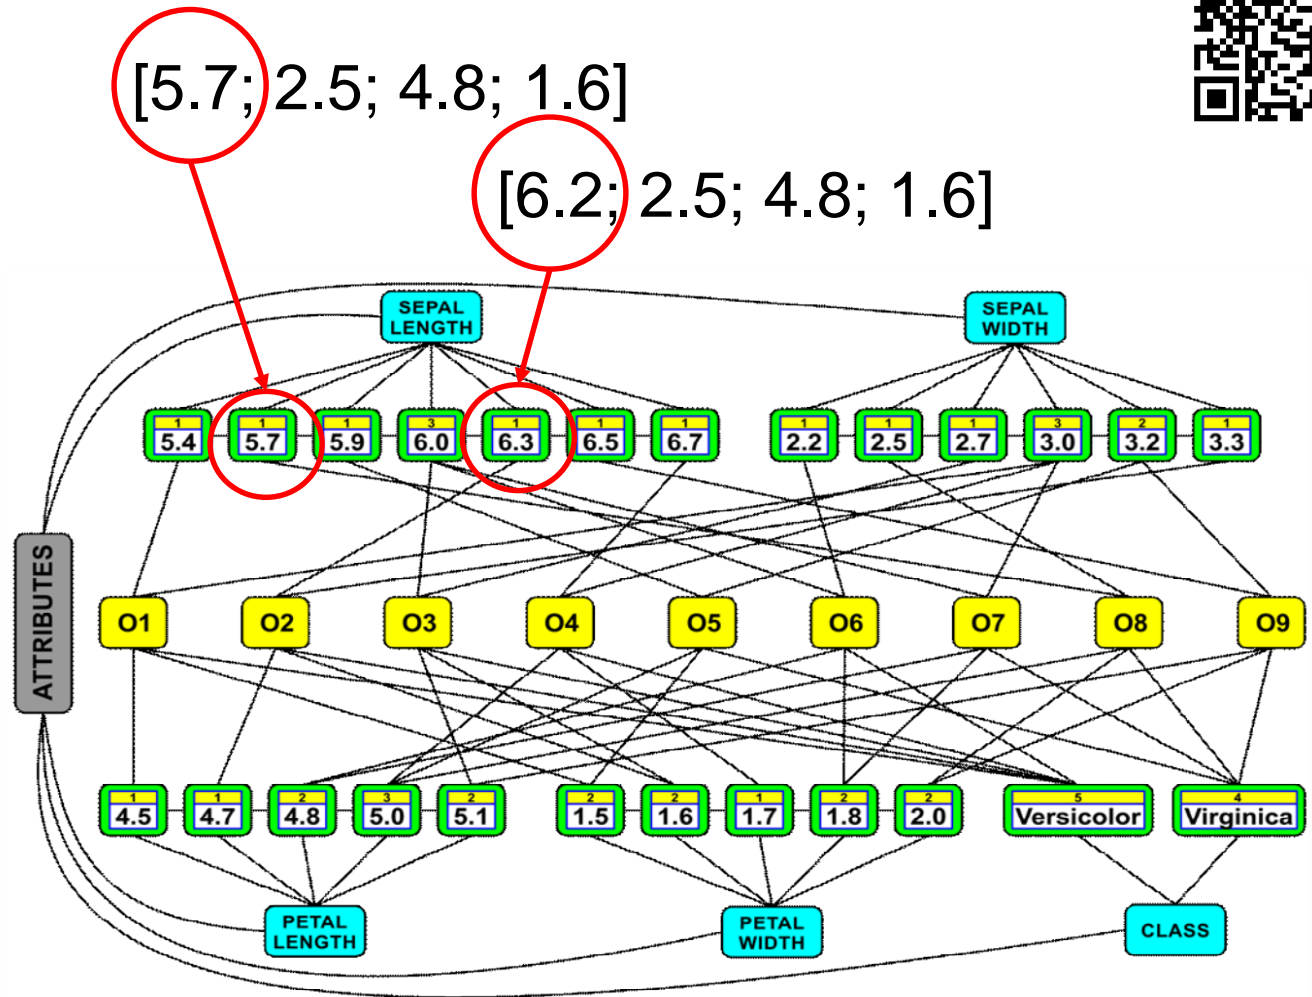 [5.7; 2.5; 4.8; 1.6]
[6.2; 2.5; 4.8; 1.6]
SEPAL
LENGTH
SEPAL
WIDTH
1 1 1 3 1 1 1 1 1 1 3 2 1
5.4 5.7 5.9 6.0 6.3 6.5 6.7 2.2 2.5 2.7 3.0 3.2 3.3
ATTRIBUTES
O1 O2 O3 O4 O5 O6 O7 O8 O9
1 1 2 3 2 2 2 1 2 2 5 4
4.5 4.7 4.8 5.0 5.1 1.5 1.6 1.7 1.8 2.0 Versicolor Virginica
PETAL
LENGTH
PETAL
WIDTH
CLASS